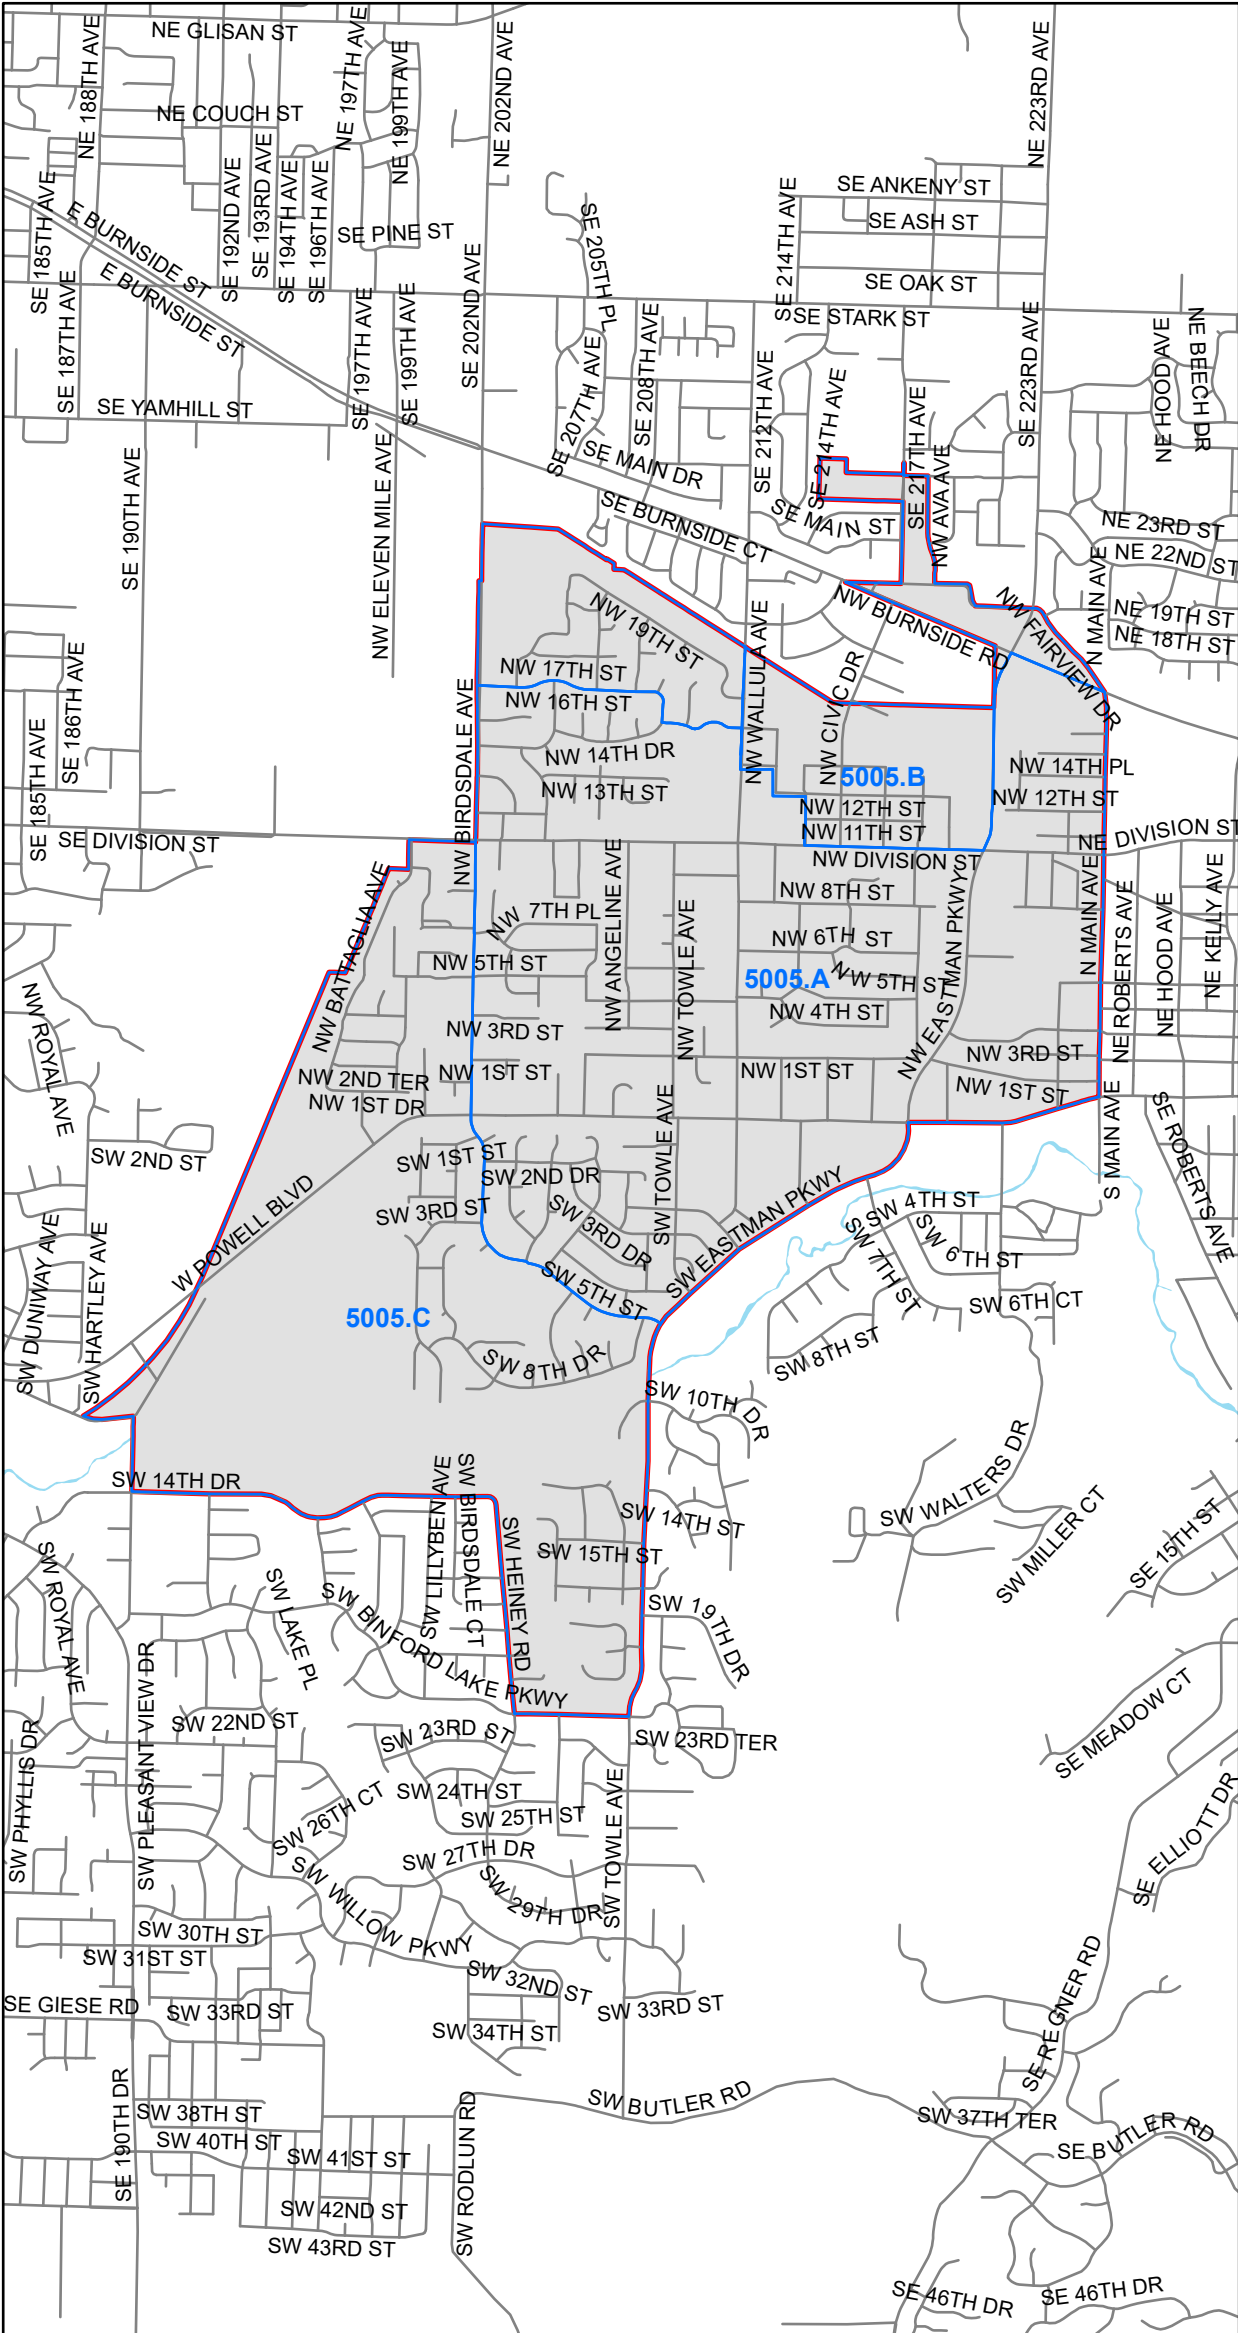 NE GLISAN ST
NE 188TH AVE
NE 197TH AVE
NE 199TH AVE
NE 202ND AVE
NE 223RD AVE
NE COUCH ST
SE 185TH AVE
E BURNSIDE ST
SE 192ND AVE
SE 193RD AVE
SE 194TH AVE
SE 196TH AVE
SE PINE ST
SE 205TH PL
SE 214TH AVE
SE ANKENY ST
SE ASH ST
SE OAK ST
SE STARK ST
SE 187TH AVE
E BURNSIDE ST
SE 197TH AVE
SE 199TH AVE
SE 202ND AVE
SE 207TH AVE
SE 208TH AVE
SE 212TH AVE
SE 214TH AVE
SE 217TH AVE
SE 223RD AVE
NE HOOD AVE
NE BEECH DR
SE YAMHILL ST
SE MAIN DR
SE 190TH AVE
NW ELEVEN MILE AVE
SE BURNSIDE CT
SE MAIN ST
NW AVA AVE
NE 23RD ST
NE 22ND ST
NE 19TH ST
NE 18TH ST
N MAIN AVE
NW FAIRVIEW DR
NW BURNSIDE RD
NW 19TH ST
NW WALLULA AVE
NW CIVIC DR
NW 17TH ST
NW 16TH ST
NW 14TH DR
NW 13TH ST
SE 186TH AVE
SE 185TH AVE
NW BIRDSDALE AVE
5005.B
NW 14TH PL
NW 12TH ST
NW 12TH ST
NW 11TH ST
SE DIVISION ST
NW DIVISION ST
NE DIVISION ST
NW 8TH ST
NW BATTAGLIA AVE
NW 7TH PL
NW ANGELINE AVE
NW TOWLE AVE
NW 6TH ST
NW 5TH ST
NW 5TH ST
5005.A
NW 4TH ST
NW EASTMAN PKWY
N MAIN AVE
NE ROBERTS AVE
NE HOOD AVE
NE KELLY AVE
NW ROYAL AVE
NW 3RD ST
NW 3RD ST
NW 2ND TER
NW 1ST ST
NW 1ST ST
NW 1ST ST
NW 1ST DR
SW 2ND ST
SW 1ST ST
SW 2ND DR
SW TOWLE AVE
S MAIN AVE
SE ROBERTS AVE
SW 3RD ST
SW 3RD DR
SW EASTMAN PKWY
SW 4TH ST
SW 6TH ST
SW 7TH ST
SW 6TH CT
SW 8TH ST
W POWELL BLVD
SW DUNIWAY AVE
SW HARTLEY AVE
5005.C
SW 5TH ST
SW 8TH DR
SW 10TH DR
SW 14TH DR
SW LILLYBEN AVE
SW BIRDSDALE CT
SW HEINEY RD
SW 14TH ST
SW 15TH ST
SW WALTERS DR
SW MILLER CT
SE 15TH ST
SW ROYAL AVE
SW LAKE PL
SW BINFORD LAKE PKWY
SW 19TH DR
SW PLEASANT VIEW DR
SW 22ND ST
SW 23RD ST
SW 23RD TER
SE MEADOW CT
SW PHYLLIS DR
SW 24TH ST
SW 25TH ST
SW 26TH CT
SW 27TH DR
SW TOWLE AVE
SE ELLIOTT DR
SW 29TH DR
S SW WILLOW PKWY
SW 30TH ST
SW 31ST ST
SW 32ND ST
SE GIESE RD
SW 33RD ST
SW 33RD ST
SW 34TH ST
SE REGNER RD
SE 190TH DR
SW 38TH ST
SW 40TH ST
SW 41ST ST
SW 42ND ST
SW 43RD ST
SW RODLUN RD
SW BUTLER RD
SW 37TH TER
SE BUTLER RD
SE 46TH DR
SE 46TH DR